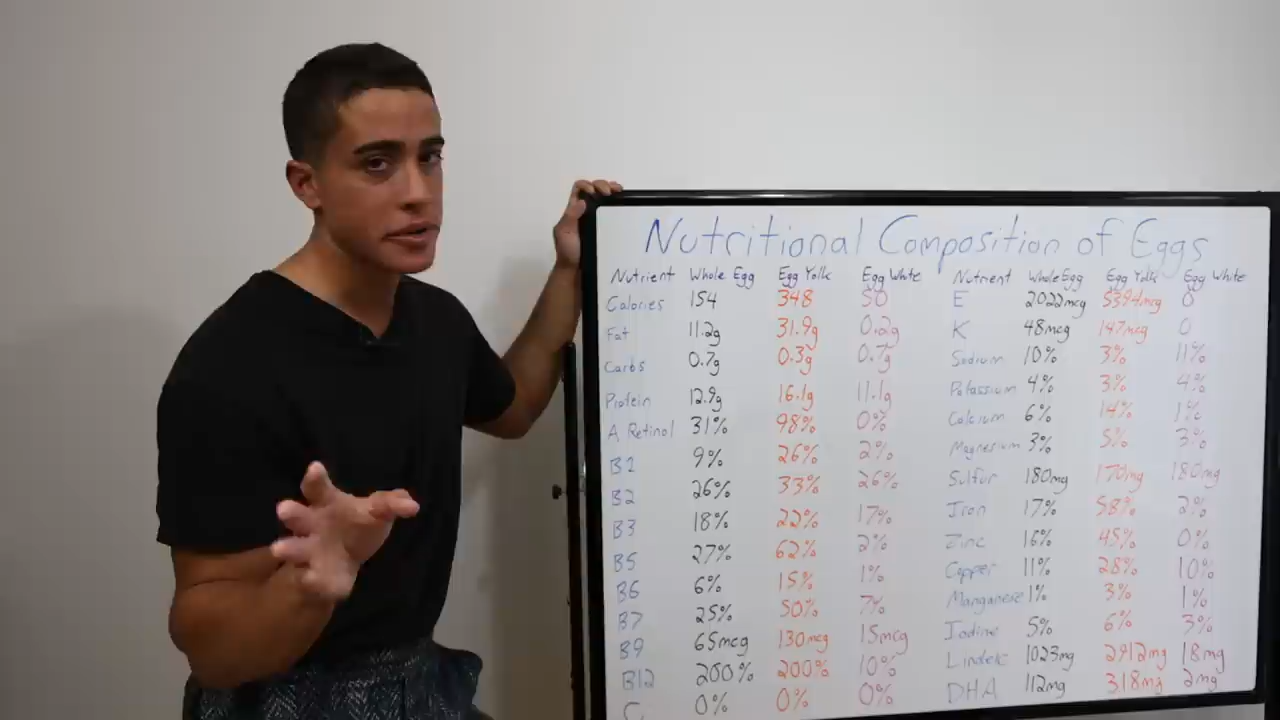 Nutritional Composition of Eggs
Nutrient Whole Egg Egg Yolk Egg White
Calories 154 348 50
Fat 11.2g 31.9g 0.2g
Carbs 0.7g 0.3g 0.7g
Protein 12.9g 16.1g 11.1g
A Retinol 31% 98% 0%
B2 9% 26% 2%
B2 26% 33% 26%
B3 18% 22% 17%
B5 27% 62% 2%
B6 6% 15% 1%
B7 25% 50% 7%
B9 65mcg 130mcg 15mcg
B12 200% 200% 10%
C 0% 0% 0%
Nutrient Whole Egg Egg Yolk Egg White
E 2022mcg 5394mcg 0
K 48mcg 147mcg 0
Sodium 10% 3% 11%
Potassium 4% 3% 4%
Calcium 6% 14% 1%
Magnesium 3% 5% 3%
Sulfur 180mg 170mg 180mg
Iron 17% 58% 2%
Zinc 16% 45% 0%
Copper 11% 28% 10%
Manganese 1% 3% 1%
Iodine 5% 6% 3%
1023mg 2912mg 18mg
DHA 112mg 318mg 2mg